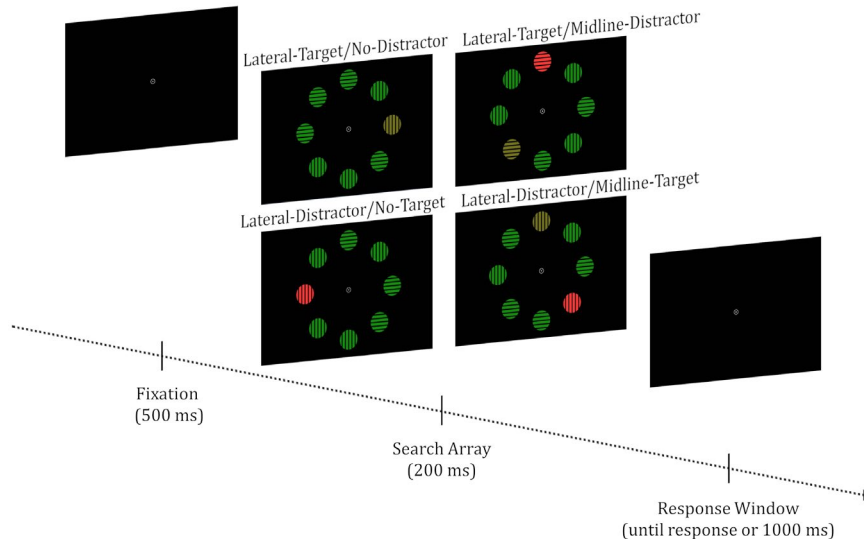 Lateral-Target/No-Distractor
Lateral-Target/Midline-Distractor
Lateral-Distractor/No-Target
Lateral-Distractor/Midline-Target
Fixation
(500 ms)
Search Array
(200 ms)
Response Window
(until response or 1000 ms)